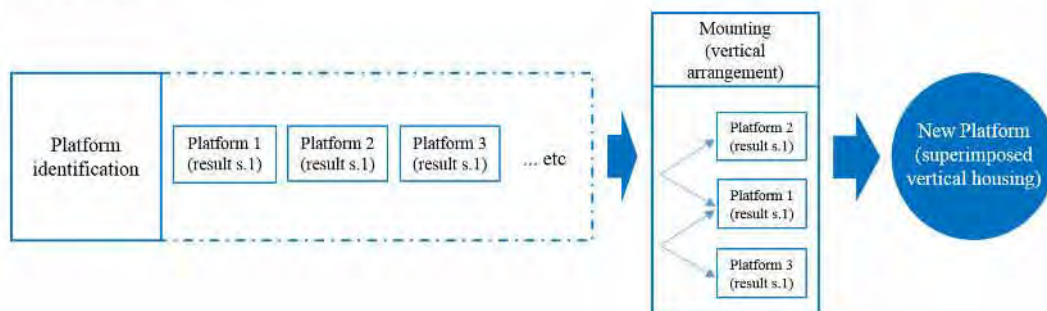 Platform
identification
Platform 1
(result s.1)
Platform 2
(result s.1)
Platform 3
(result s.1)
... etc
Mounting
(vertical
arrangement)
Platform 2
(result s.1)
Platform 1
(result s.1)
Platform 3
(result s.1)
New Platform
(superimposed
vertical housing)